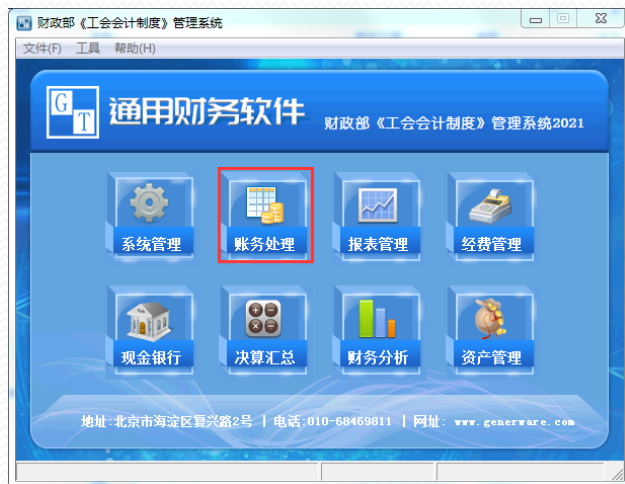 财政部《工会会计制度》管理系统
文件(F) 工具 帮助(H)
GT 通用财务软件 财政部《工会会计制度》管理系统2021
系统管理 账务处理 报表管理 经费管理
现金银行 决算汇总 财务分析 资产管理
地址:北京市海淀区复兴路2号 | 电话:010-68469811 | 网址: www.generware.com